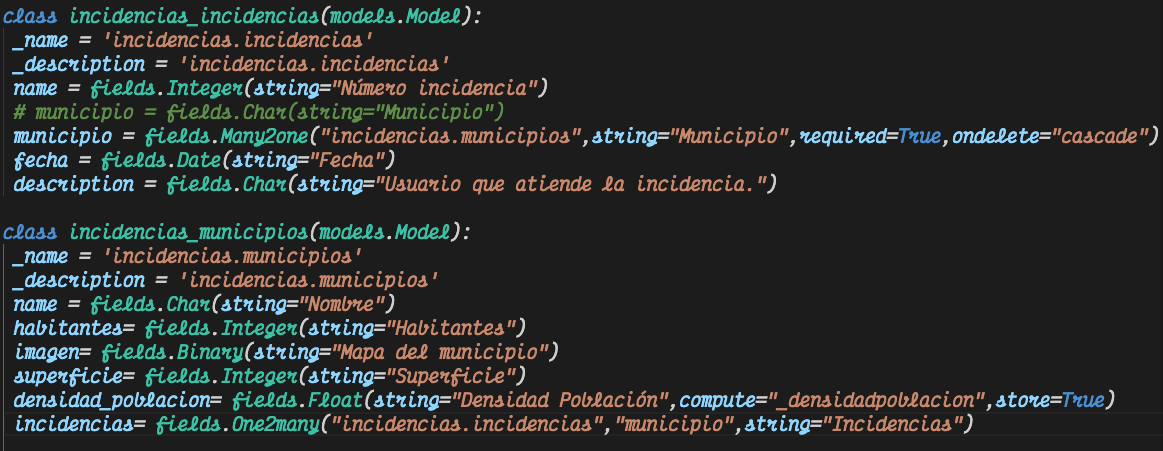 class incidencias_incidencias(models.Model):
_name = 'incidencias.incidencias'
_description = 'incidencias.incidencias'
name = fields.Integer(string="Número incidencia")
# municipio = fields.Char(string="Municipio")
municipio = fields.Many2one("incidencias.municipios",string="Municipio",required=True,ondelete="cascade")
fecha = fields.Date(string="Fecha")
description = fields.Char(string="Usuario que atiende la incidencia.")
class incidencias_municipios(models.Model):
_name = 'incidencias.municipios'
_description = 'incidencias.municipios'
name = fields.Char(string="Nombre")
habitantes= fields.Integer(string="Habitantes")
imagen= fields.Binary(string="Mapa del municipio")
superficie= fields.Integer(string="Superficie")
densidad_poblacion= fields.Float(string="Densidad Población",compute="_densidadpoblacion",store=True)
incidencias= fields.One2many("incidencias.incidencias","municipio",string="Incidencias")